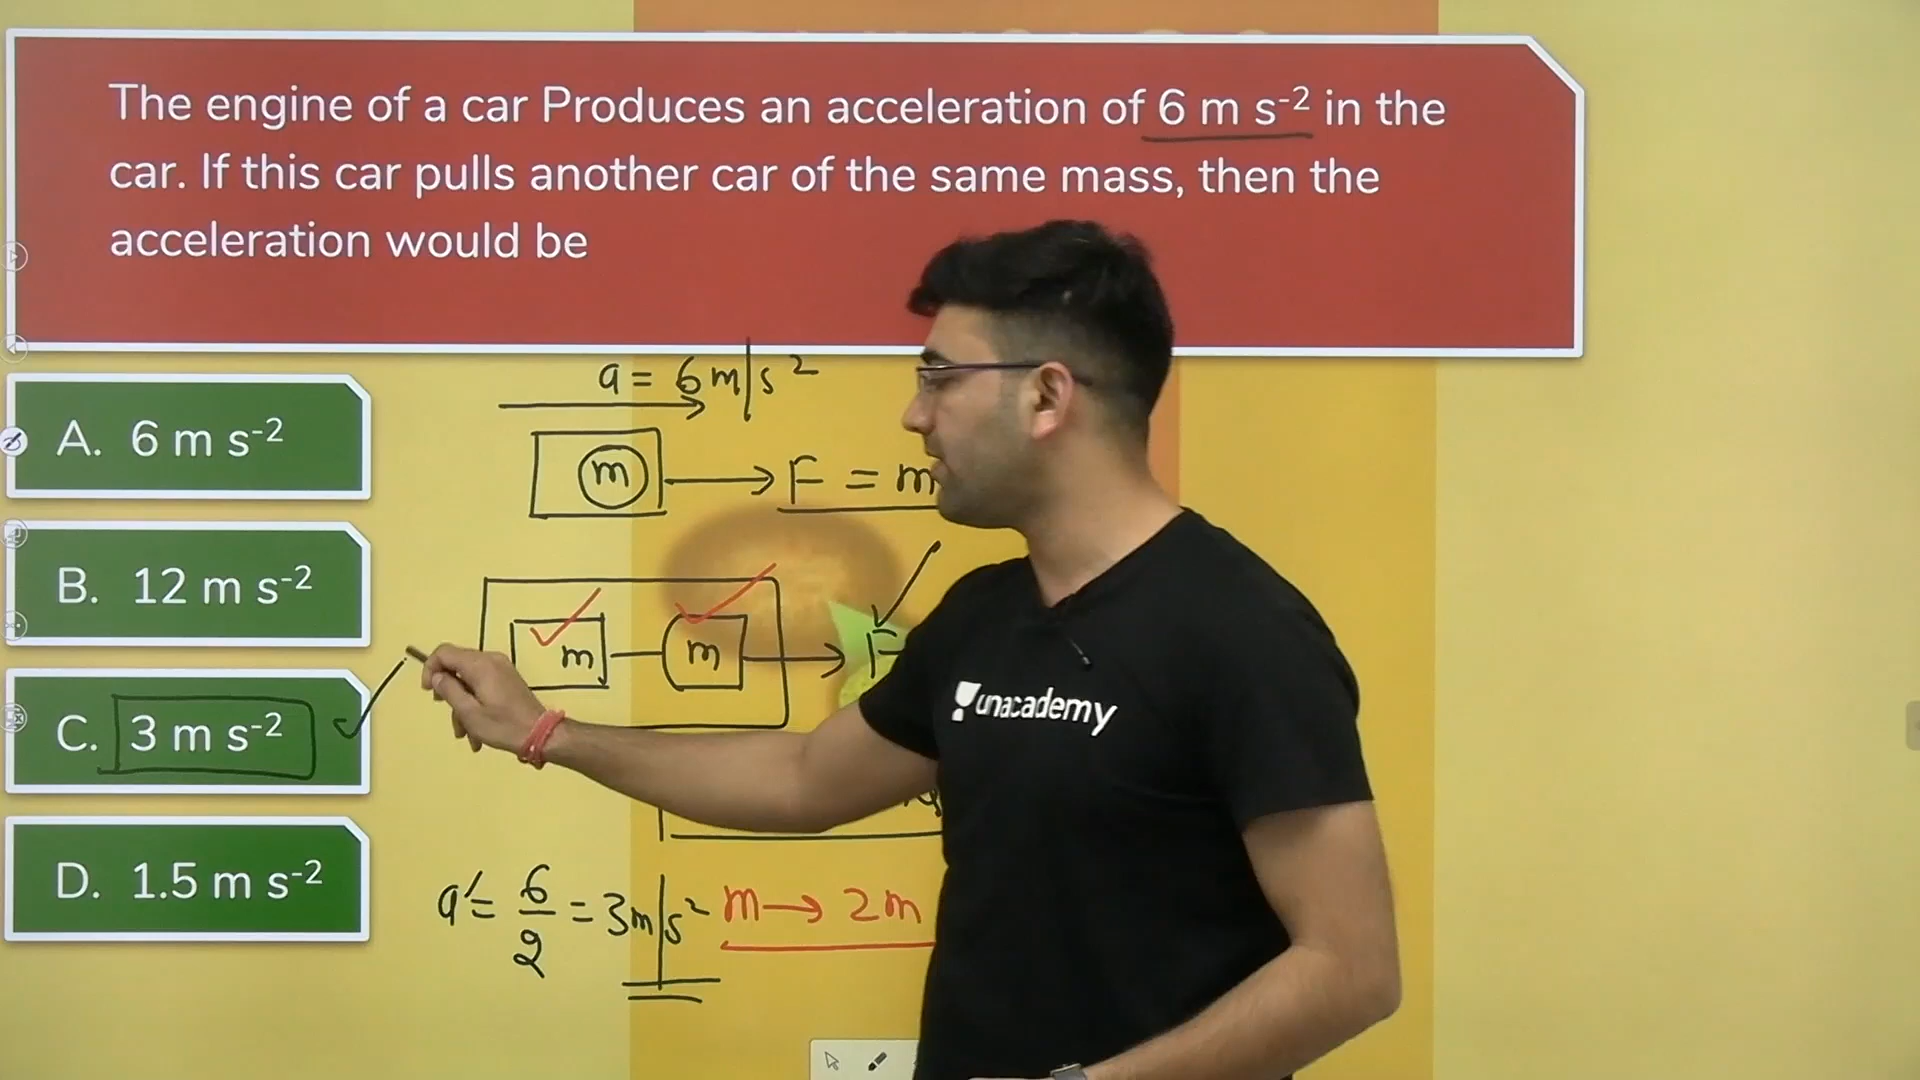 The engine of a car Produces an acceleration of 6 m s-2 in the
car. If this car pulls another car of the same mass, then the
acceleration would be
a = 6m/s²
A. 6 m s-2
m → F = m
B. 12 m s-2
m m → F
C. 3 m s-2
unacademy
D. 1.5 m s-2
a' = 6/2 = 3m/s² m → 2m